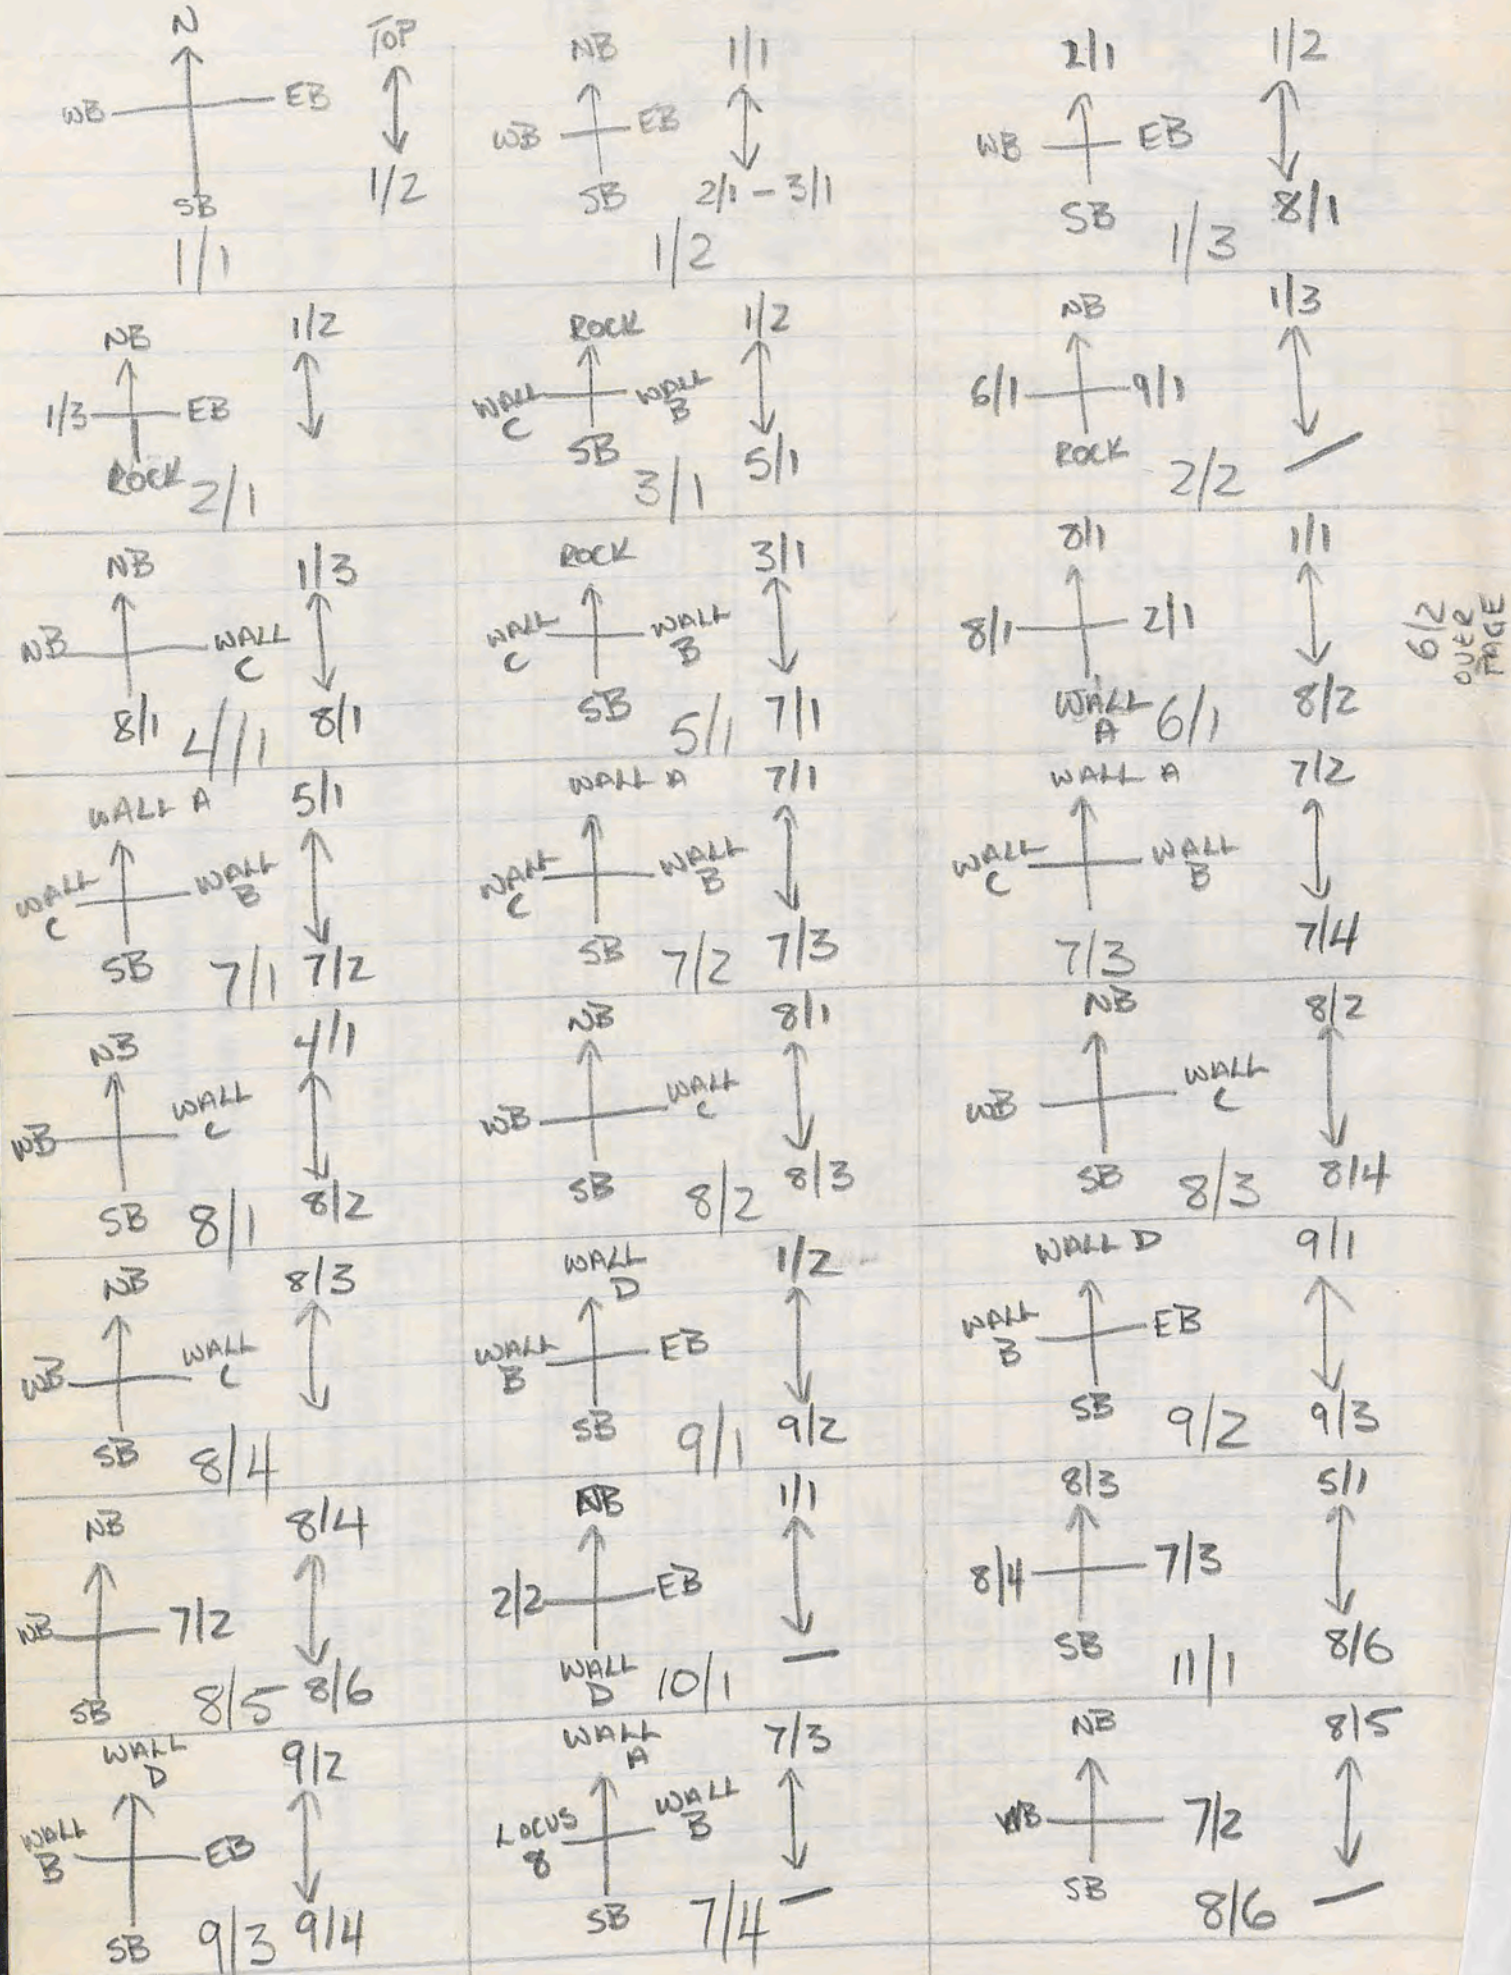 N TOP
WB EB
SB 1/2
1/1
NB 1/1
WB EB
SB 2/1 - 3/1
1/2
2/1 1/2
WB EB
SB 8/1
1/3
NB 1/2
1/3 EB
ROCK 2/1
ROCK 1/2
WALL C WALL B
SB 5/1
3/1
NB 1/3
6/1 9/1
ROCK 2/2 —
NB 1/3
NB WALL C
8/1 4/1 8/1
ROCK 3/1
WALL C WALL B
SB 5/1 7/1
8/1 1/1
8/1 2/1
WALL A 6/1 8/2
6/2
OVER
PAGE
WALL A 5/1
WALL C WALL B
SB 7/1 7/2
WALL A 7/1
WALL C WALL B
SB 7/2 7/3
WALL A 7/2
WALL C WALL B
7/3 7/4
NB 4/1
WB WALL C
SB 8/1 8/2
NB 8/1
WB WALL C
SB 8/2 8/3
NB 8/2
WB WALL C
SB 8/3 8/4
NB 8/3
WB WALL C
SB 8/4
WALL D 1/2
WALL B EB
SB 9/1 9/2
WALL D 9/1
WALL B EB
SB 9/2 9/3
NB 8/4
NB 7/2
SB 8/5 8/6
NB 1/1
2/2 EB
WALL D 10/1 —
8/3 5/1
8/4 7/3
SB 11/1 8/6
WALL D 9/2
WALL B EB
SB 9/3 9/4
WALL A 7/3
LOCUS 8 WALL B
SB 7/4 —
NB 8/5
WB 7/2
SB 8/6 —